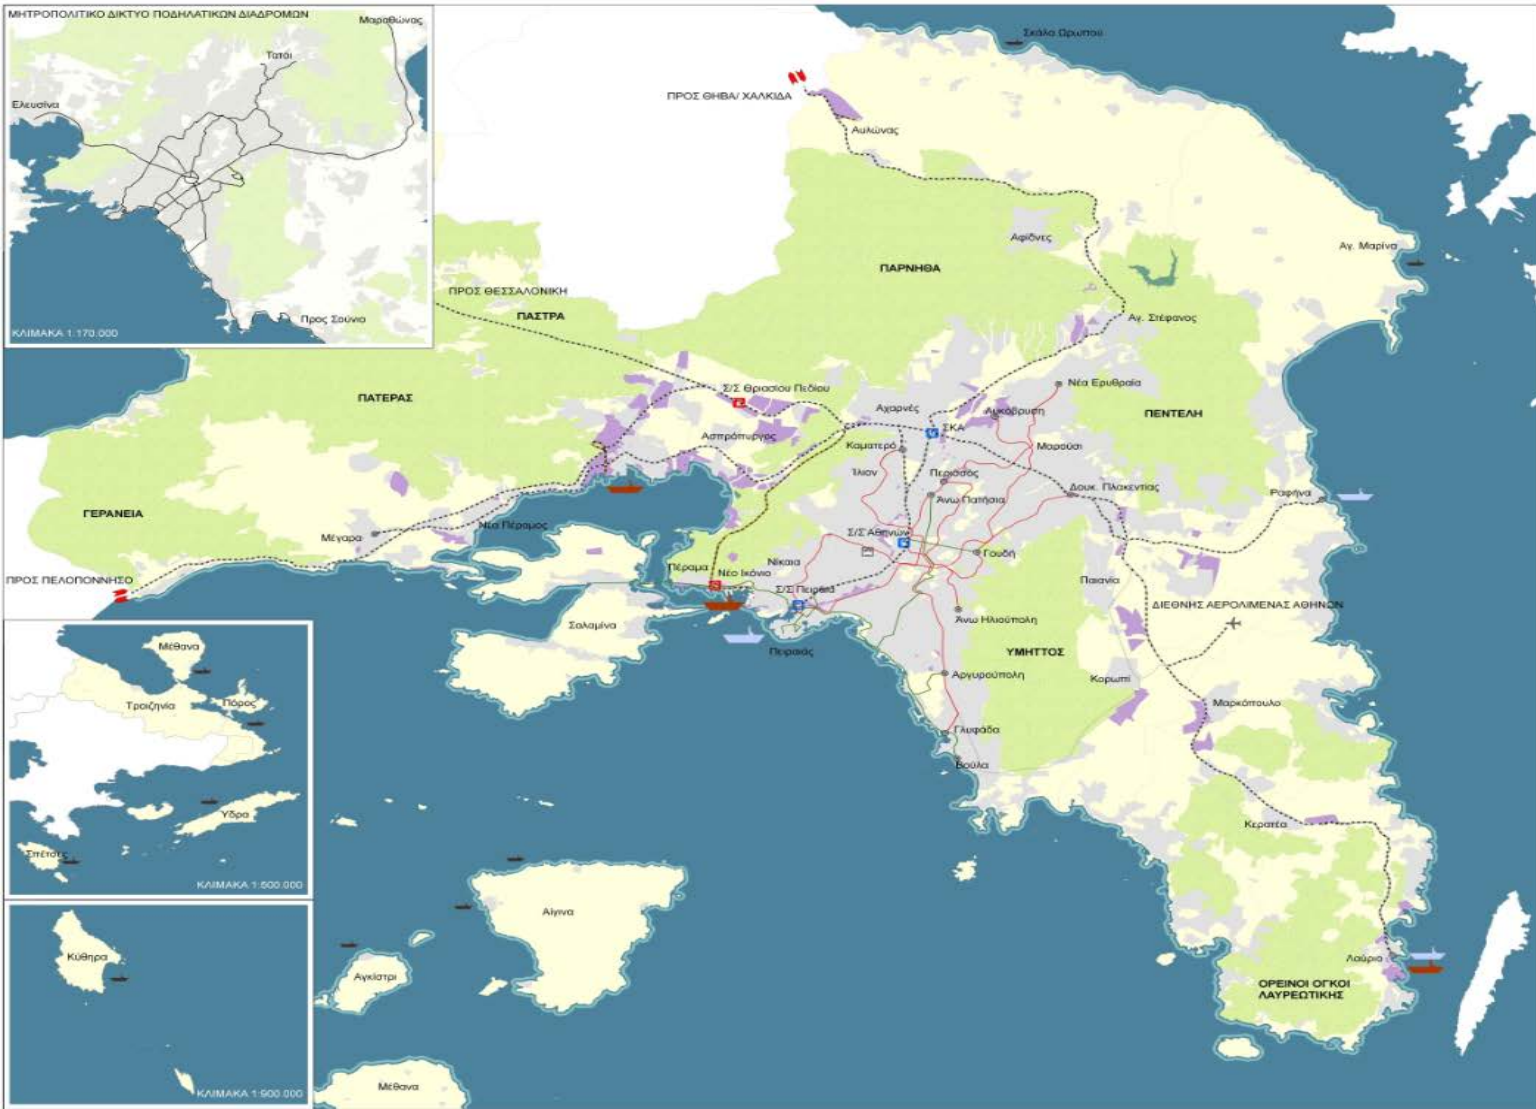 ΜΗΤΡΟΠΟΛΙΤΙΚΟ ΔΙΚΤΥΟ ΠΟΔΗΛΑΤΙΚΩΝ ΔΙΑΔΡΟΜΩΝ
Μαραθώνας
Τατόι
Ελευσίνα
Προς Σούνιο
ΚΛΙΜΑΚΑ 1:170.000
Σκάλα Ωρωπού
ΠΡΟΣ ΘΗΒΑ/ ΧΑΛΚΙΔΑ
Αυλώνας
Αφίδνες
Αγ. Μαρίνα
ΠΑΡΝΗΘΑ
ΠΡΟΣ ΘΕΣΣΑΛΟΝΙΚΗ
ΠΑΣΤΡΑ
Αγ. Στέφανος
Σ/Σ Θριασίου Πεδίου
Νέα Ερυθραία
ΠΑΤΕΡΑΣ
Αχαρνές
Λυκόβρυση
ΠΕΝΤΕΛΗ
ΣΚΑ
Ασπρόπυργος
Καματερό
Μαρούσι
Ίλιον
Περισσός
Δουκ. Πλακεντίας
Ραφήνα
Άνω Πατήσια
ΓΕΡΑΝΕΙΑ
Νέα Πέραμος
Μέγαρα
Σ/Σ Αθηνών
Γουδή
Νίκαια
Πέραμα
Νέο Ικόνιο
ΠΡΟΣ ΠΕΛΟΠΟΝΝΗΣΟ
Παιανία
Σ/Σ Πειραιά
ΔΙΕΘΝΗΣ ΑΕΡΟΛΙΜΕΝΑΣ ΑΘΗΝΩΝ
Άνω Ηλιούπολη
Σαλαμίνα
Πειραιάς
ΥΜΗΤΤΟΣ
Αργυρούπολη
Κορωπί
Μαρκόπουλο
Γλυφάδα
Βούλα
Μέθανα
Τροιζηνία
Πόρος
Ύδρα
Σπέτσες
ΚΛΙΜΑΚΑ 1:500.000
Κερατέα
Αίγινα
Κύθηρα
Αγκίστρι
Λαύριο
ΟΡΕΙΝΟΙ ΟΓΚΟΙ
ΛΑΥΡΕΩΤΙΚΗΣ
Μέθανα
ΚΛΙΜΑΚΑ 1:900.000